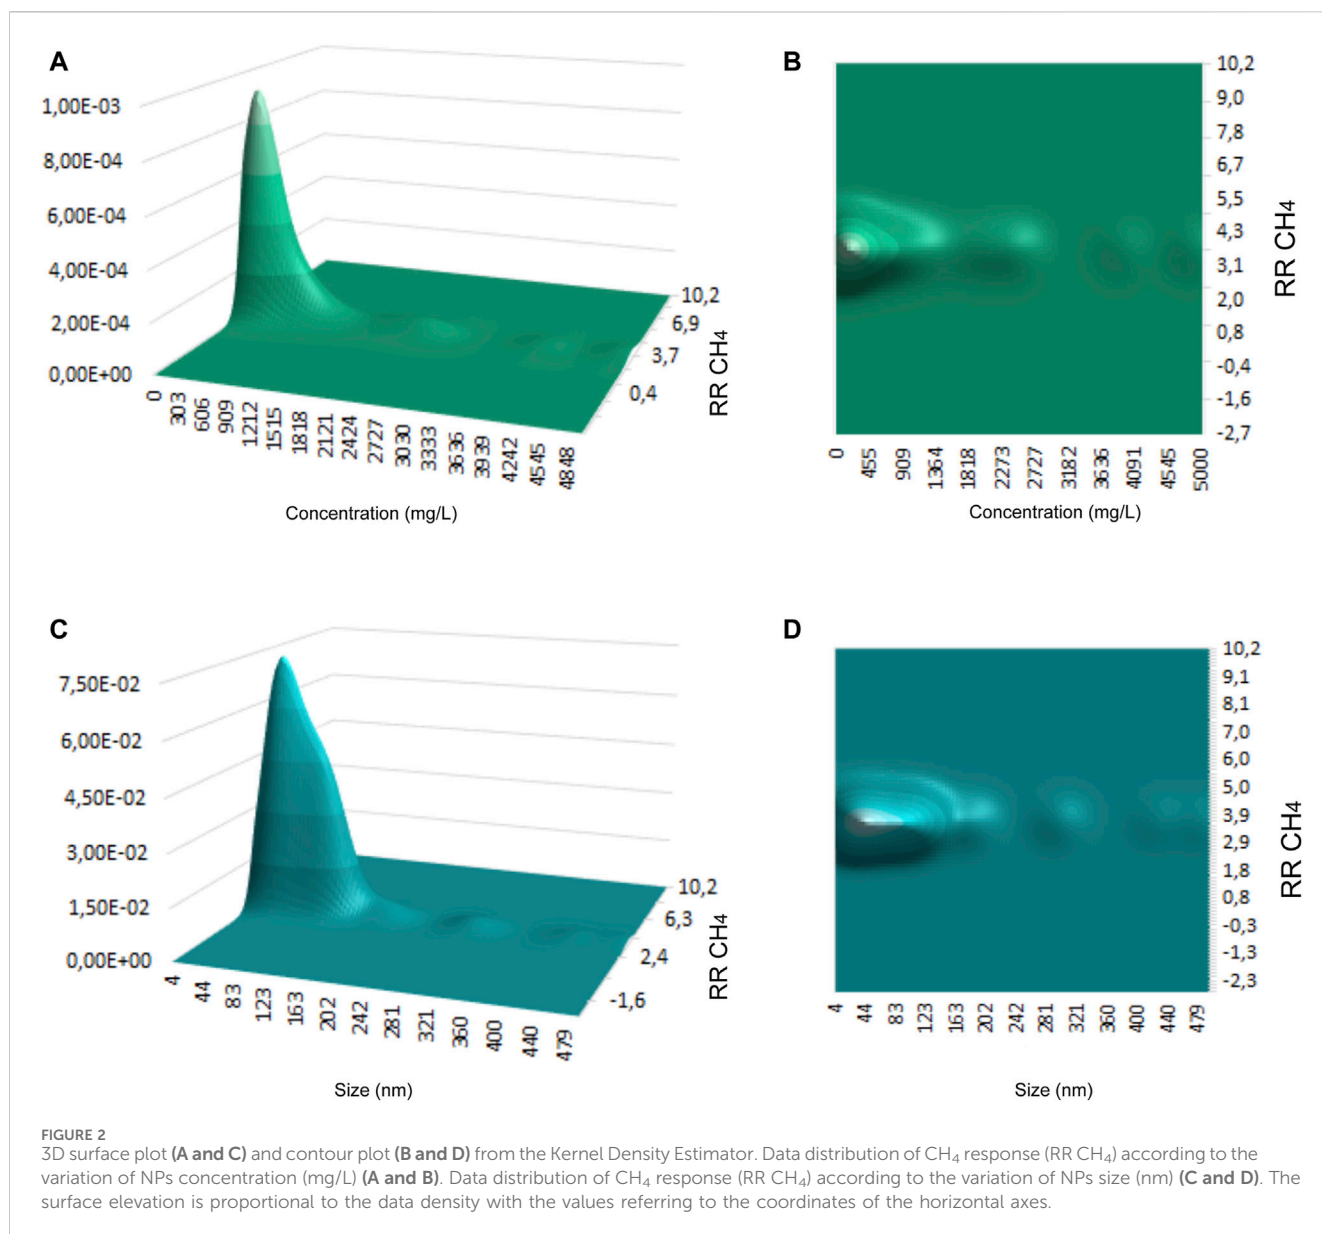 A
1,00E-03
8,00E-04
6,00E-04
4,00E-04
2,00E-04
0,00E+00
0 303 606 909 1212 1515 1818 2121 2424 2727 3030 3333 3636 3939 4242 4545 4848
Concentration (mg/L)
10,2
6,9
3,7
0,4
RR CH4
B
10,2
9,0
7,8
6,7
5,5
4,3
3,1
2,0
0,8
-0,4
-1,6
-2,7
RR CH4
0 455 909 1364 1818 2273 2727 3182 3636 4091 4545 5000
Concentration (mg/L)
C
7,50E-02
6,00E-02
4,50E-02
3,00E-02
1,50E-02
0,00E+00
4 44 83 123 163 202 242 281 321 360 400 440 479
Size (nm)
10,2
6,3
2,4
-1,6
RR CH4
D
10,2
9,1
8,1
7,0
6,0
5,0
3,9
2,9
1,8
0,8
-0,3
-1,3
-2,3
RR CH4
4 44 83 123 163 202 242 281 321 360 400 440 479
Size (nm)
FIGURE 2
3D surface plot (A and C) and contour plot (B and D) from the Kernel Density Estimator. Data distribution of CH₄ response (RR CH₄) according to the
variation of NPs concentration (mg/L) (A and B). Data distribution of CH₄ response (RR CH₄) according to the variation of NPs size (nm) (C and D). The
surface elevation is proportional to the data density with the values referring to the coordinates of the horizontal axes.